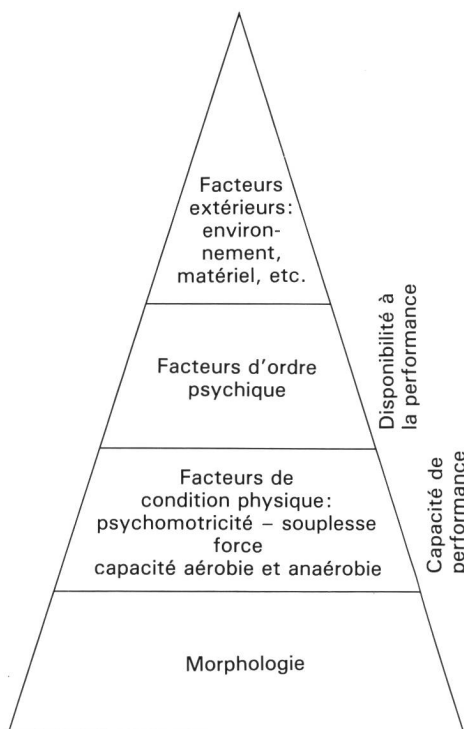 Facteurs
extérieurs:
environ-
nement,
matériel, etc.
Facteurs d'ordre
psychique
Disponibilité à
la performance
Facteurs de
condition physique:
psychomotricité – souplesse
force
capacité aérobie et anaérobie
Capacité de
performance
Morphologie